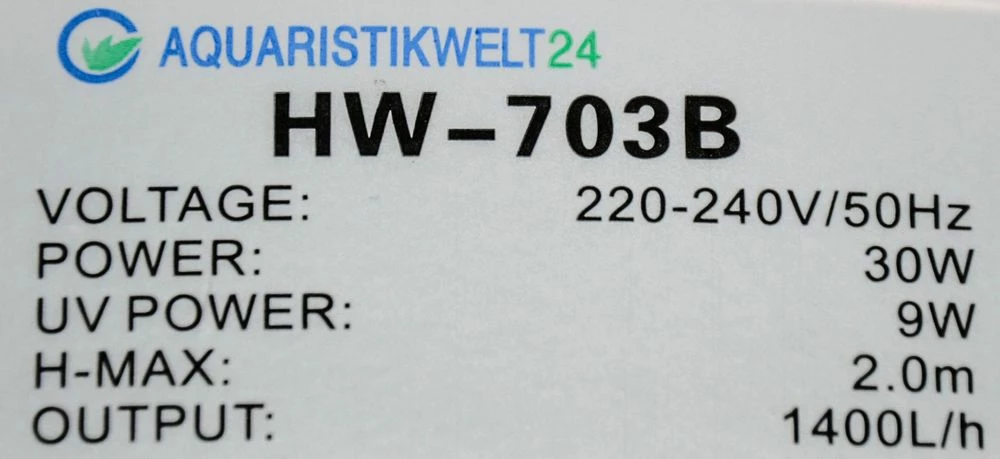 AQUARISTIKWELT24
HW-703B
VOLTAGE: 220-240V/50Hz
POWER: 30W
UV POWER: 9W
H-MAX: 2.0m
OUTPUT: 1400L/h